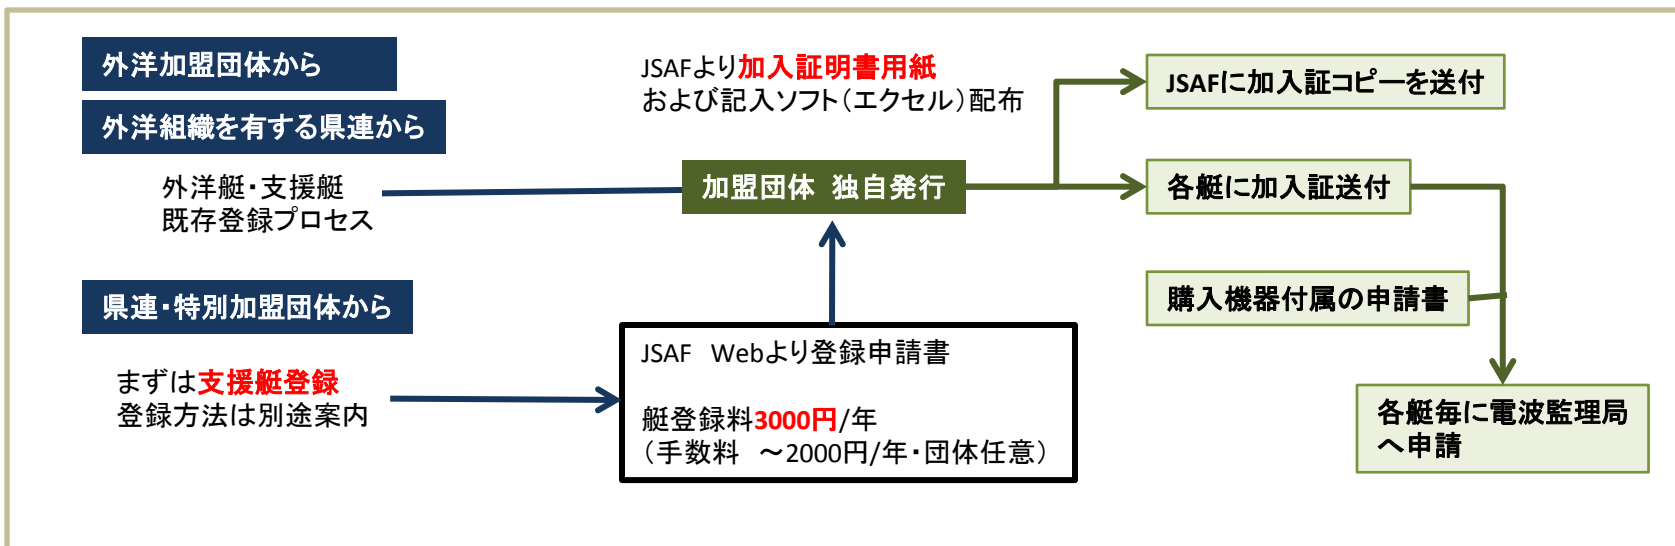 外洋加盟団体から
外洋組織を有する県連から
外洋艇・支援艇
既存登録プロセス
県連・特別加盟団体から
まずは支援艇登録
登録方法は別途案内
JSAFより加入証明書用紙
および記入ソフト（エクセル）配布
加盟団体 独自発行
JSAF Webより登録申請書
艇登録料3000円/年
（手数料 ～2000円/年・団体任意）
JSAFに加入証コピーを送付
各艇に加入証送付
購入機器付属の申請書
各艇毎に電波監理局
へ申請